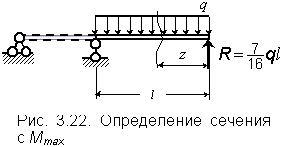 q
z
R = 7/16 ql
l
Рис. 3.22. Определение сечения
с Mmax